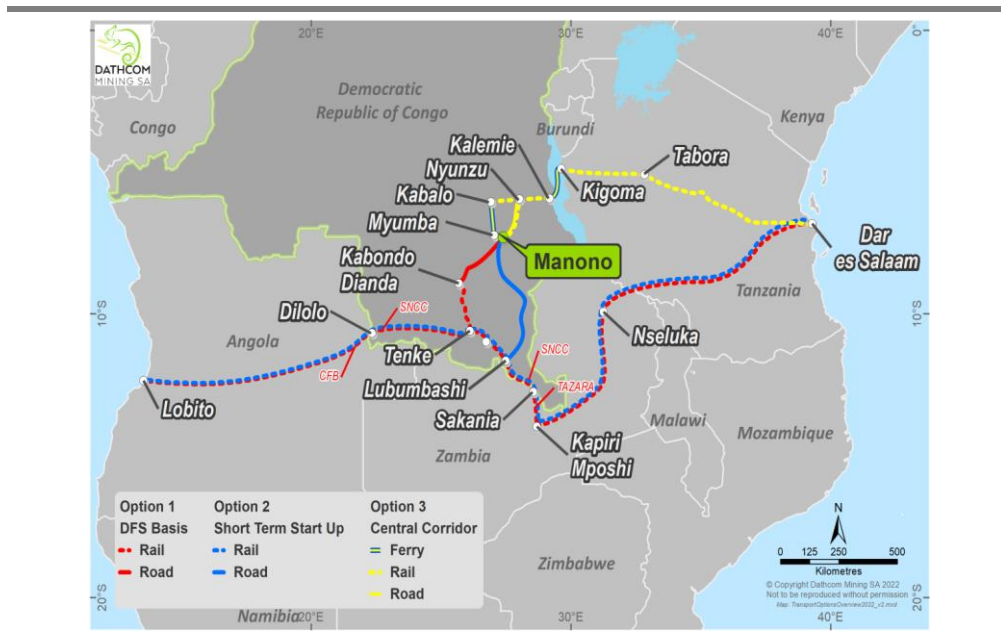 20°E
30°E
40°E
0°
0°
DATHCOM
MINING SA
Democratic
Republic of Congo
Congo
Burundi
Kenya
Kalemie
Nyunzu
Tabora
Kabalo
Kigoma
Myumba
Manono
Dar
es Salaam
Kabondo
Dianda
Tanzania
SNCC
Dilolo
10°S
10°S
Angola
Nseluka
Tenke
SNCC
CFB
Lubumbashi
TAZARA
Lobito
Sakania
Malawi
Mozambique
Kapiri
Mposhi
Zambia
Option 1
DFS Basis
Rail
Road
Option 2
Short Term Start Up
Rail
Road
Option 3
Central Corridor
Ferry
Rail
Road
N
0 125 250 500
Kilometres
Zimbabwe
© Copyright Dathcom Mining SA 2022
Not to be reproduced without permission
Map: TransportOptionsOverview2022_v2.mxd
20°S
20°S
Namibia
20°E
30°E
40°E